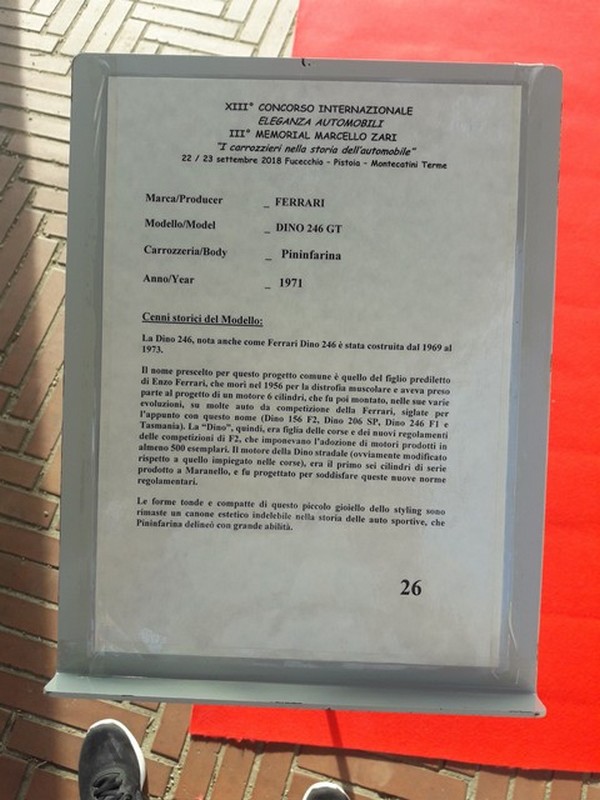 XIII° CONCORSO INTERNAZIONALE
ELEGANZA AUTOMOBILI
III° MEMORIAL MARCELLO ZARI
"I carrozzieri nella storia dell'automobile"
22 / 23 settembre 2018 Fucecchio - Pistoia - Montecatini Terme
Marca/Producer _ FERRARI
Modello/Model _ DINO 246 GT
Carrozzeria/Body _ Pininfarina
Anno/Year _ 1971
Cenni storici del Modello:
La Dino 246, nota anche come Ferrari Dino 246 è stata costruita dal 1969 al
1973.
Il nome prescelto per questo progetto comune è quello del figlio prediletto
di Enzo Ferrari, che morì nel 1956 per la distrofia muscolare e aveva preso
parte al progetto di un motore 6 cilindri, che fu poi montato, nelle sue varie
evoluzioni, su molte auto da competizione della Ferrari, siglate per
l'appunto con questo nome (Dino 156 F2, Dino 206 SP, Dino 246 F1 e
Tasmania). La "Dino", quindi, era figlia delle corse e dei nuovi regolamenti
delle competizioni di F2, che imponevano l'adozione di motori prodotti in
almeno 500 esemplari. Il motore della Dino stradale (ovviamente modificato
rispetto a quello impiegato nelle corse), era il primo sei cilindri di serie
prodotto a Maranello, e fu progettato per soddisfare queste nuove norme
regolamentari.
Le forme tonde e compatte di questo piccolo gioiello dello styling sono
rimaste un canone estetico indelebile nella storia delle auto sportive, che
Pininfarina delineò con grande abilità.
26